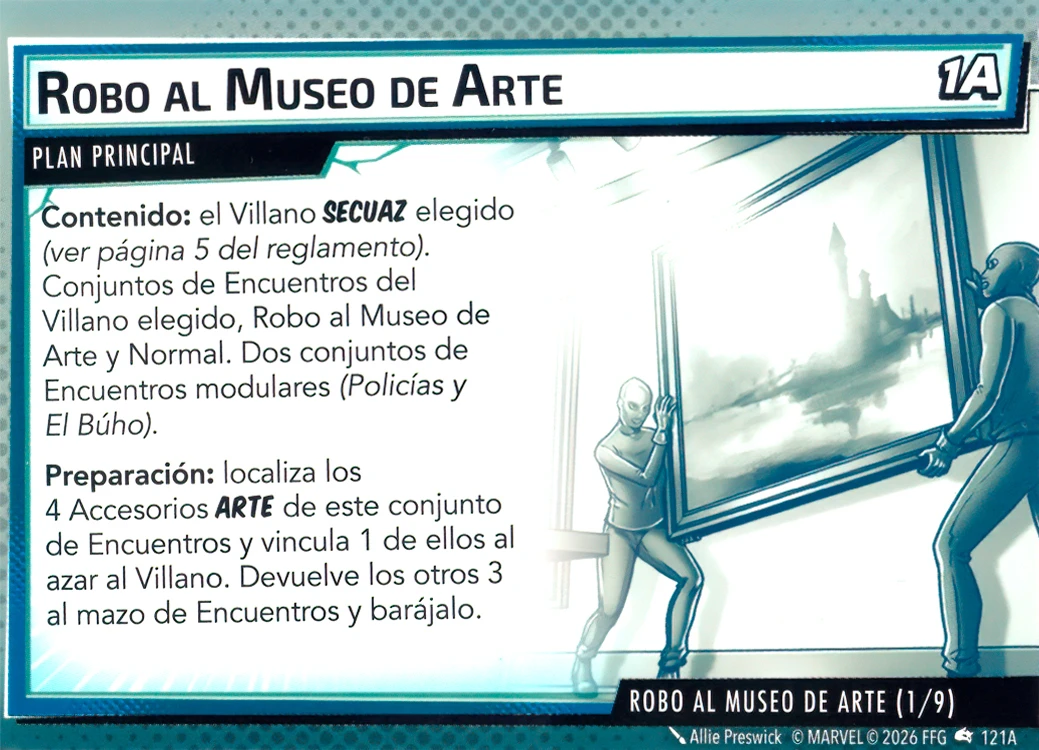 ROBO AL MUSEO DE ARTE
1A
PLAN PRINCIPAL
Contenido: el Villano SECUAZ elegido
(ver página 5 del reglamento).
Conjuntos de Encuentros del
Villano elegido, Robo al Museo de
Arte y Normal. Dos conjuntos de
Encuentros modulares (Policías y
El Búho).
Preparación: localiza los
4 Accesorios ARTE de este conjunto
de Encuentros y vincula 1 de ellos al
azar al Villano. Devuelve los otros 3
al mazo de Encuentros y barájalo.
ROBO AL MUSEO DE ARTE (1/9)
Allie Preswick © MARVEL © 2026 FFG 121A